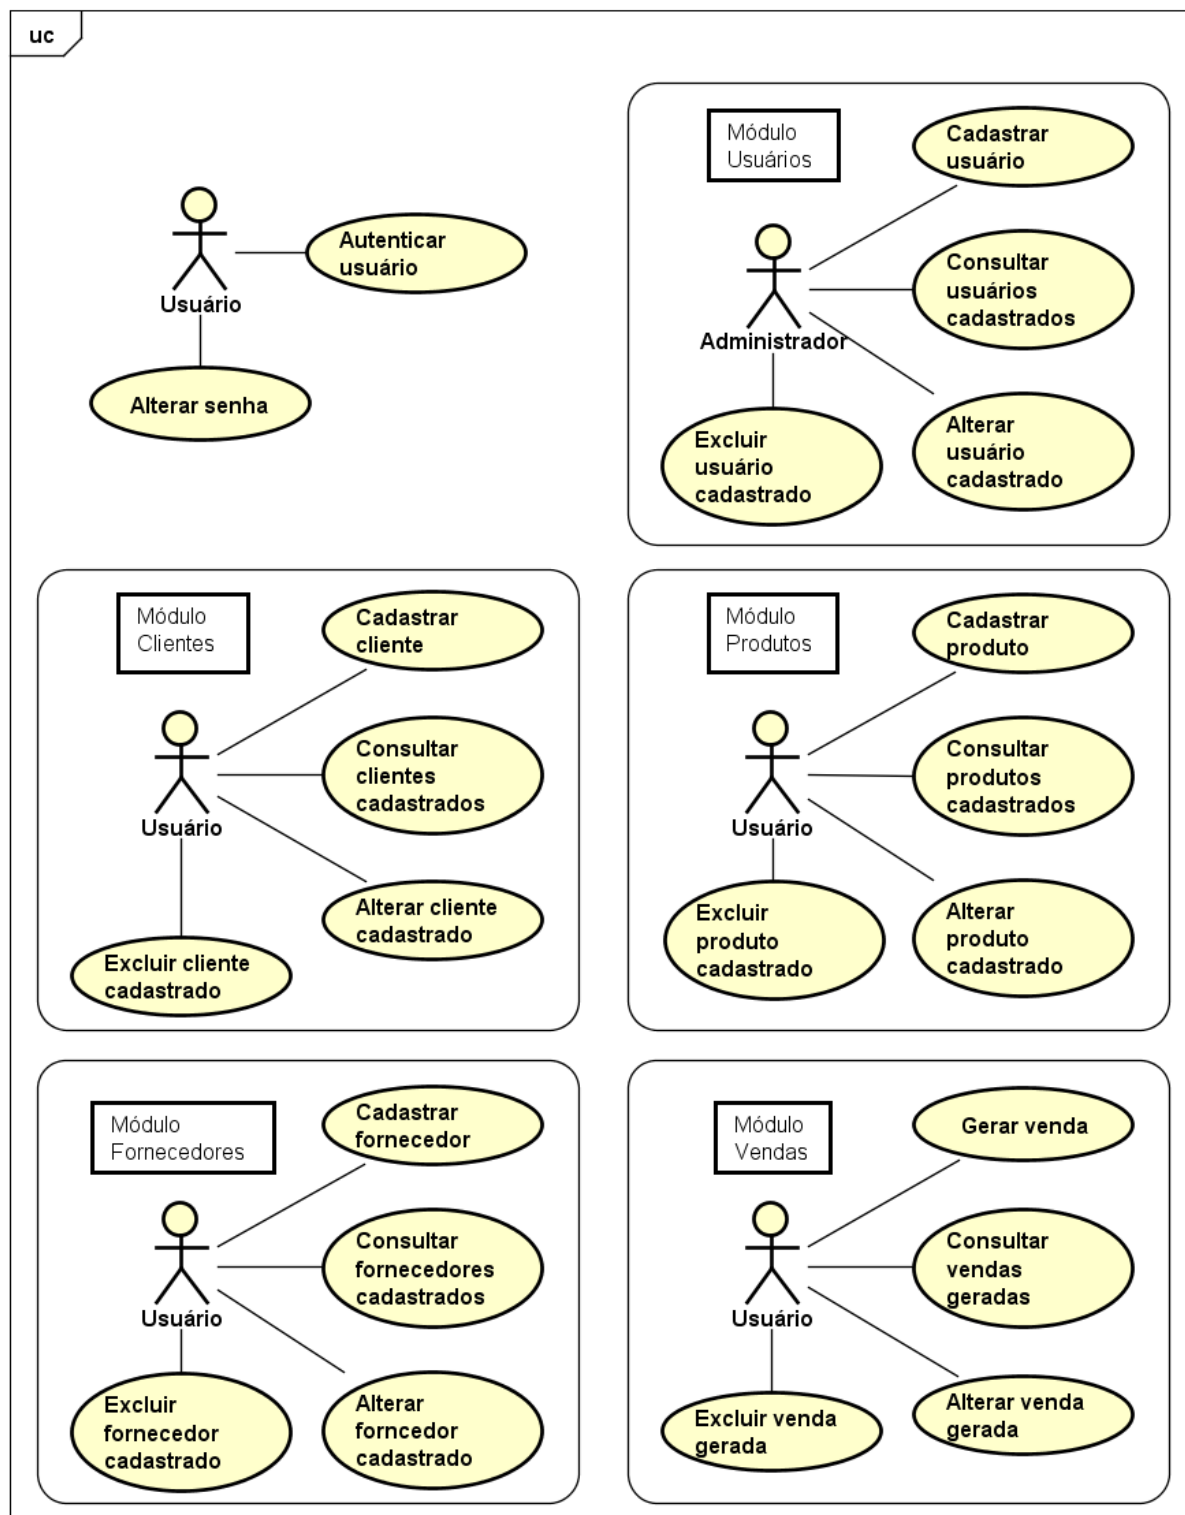 uc
Autenticar
usuário
Usuário
Alterar senha
Módulo
Usuários
Cadastrar
usuário
Consultar
usuários
cadastrados
Administrador
Excluir
usuário
cadastrado
Alterar
usuário
cadastrado
Módulo
Clientes
Cadastrar
cliente
Consultar
clientes
cadastrados
Usuário
Alterar cliente
cadastrado
Excluir cliente
cadastrado
Módulo
Produtos
Cadastrar
produto
Consultar
produtos
cadastrados
Usuário
Excluir
produto
cadastrado
Alterar
produto
cadastrado
Módulo
Fornecedores
Cadastrar
fornecedor
Consultar
fornecedores
cadastrados
Usuário
Excluir
fornecedor
cadastrado
Alterar
forncedor
cadastrado
Módulo
Vendas
Gerar venda
Consultar
vendas
geradas
Usuário
Excluir venda
gerada
Alterar venda
gerada